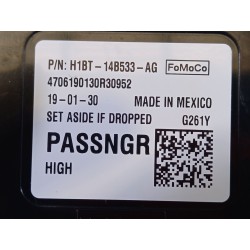 P/N: H1BT-14B533-AG FoMoCo
4706190130R30952
19-01-30 MADE IN MEXICO
SET ASIDE IF DROPPED G261Y
PASSNGR
HIGH